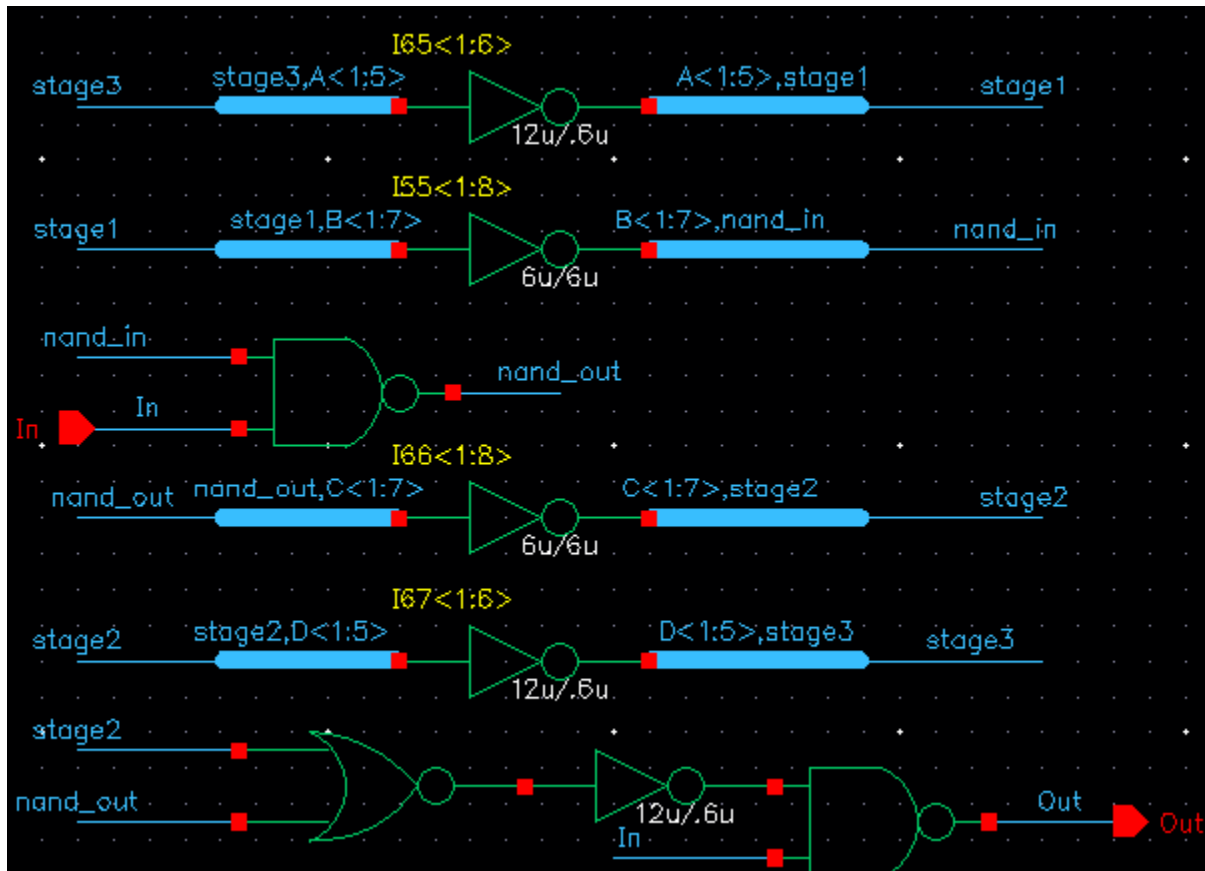 I65<1:6>
stage3
stage3,A<1:5>
A<1:5>,stage1
stage1
12u/.6u
I55<1:8>
stage1
stage1,B<1:7>
B<1:7>,nand_in
nand_in
6u/6u
nand_in
nand_out
In
In
I66<1:8>
nand_out
nand_out,C<1:7>
C<1:7>,stage2
stage2
6u/6u
I67<1:6>
stage2
stage2,D<1:5>
D<1:5>,stage3
stage3
12u/.6u
stage2
nand_out
12u/.6u
In
Out
Out